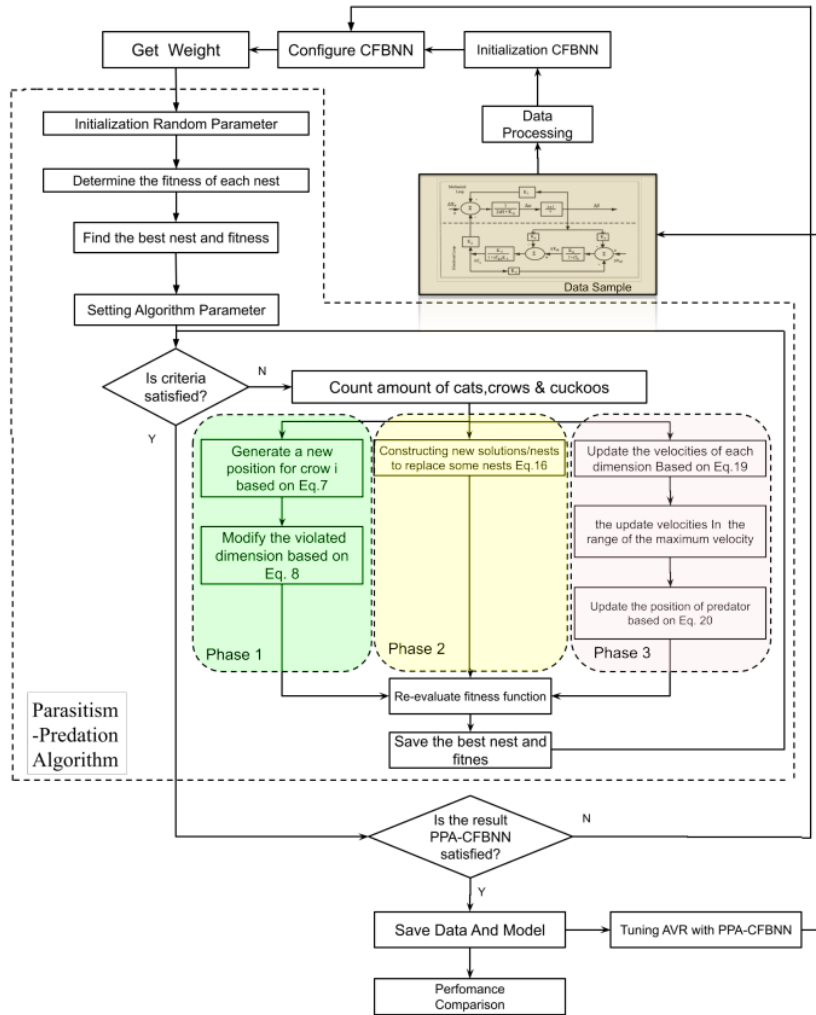 Get Weight
Configure CFBNN
Initialization CFBNN
Data
Processing
Initialization Random Parameter
Determine the fitness of each nest
Find the best nest and fitness
Setting Algorithm Parameter
Data Sample
Is criteria
satisfied?
N
Y
Count amount of cats,crows & cuckoos
Generate a new
position for crow i
based on Eq.7
Modify the violated
dimension based on
Eq. 8
Phase 1
Constructing new solutions/nests
to replace some nests Eq.16
Phase 2
Update the velocities of each
dimension Based on Eq.19
the update velocities In the
range of the maximum velocity
Update the position of predator
based on Eq. 20
Phase 3
Re-evaluate fitness function
Save the best nest and
fitnes
Parasitism
-Predation
Algorithm
Is the result
PPA-CFBNN
satisfied?
N
Y
Save Data And Model
Tuning AVR with PPA-CFBNN
Perfomance
Comparison